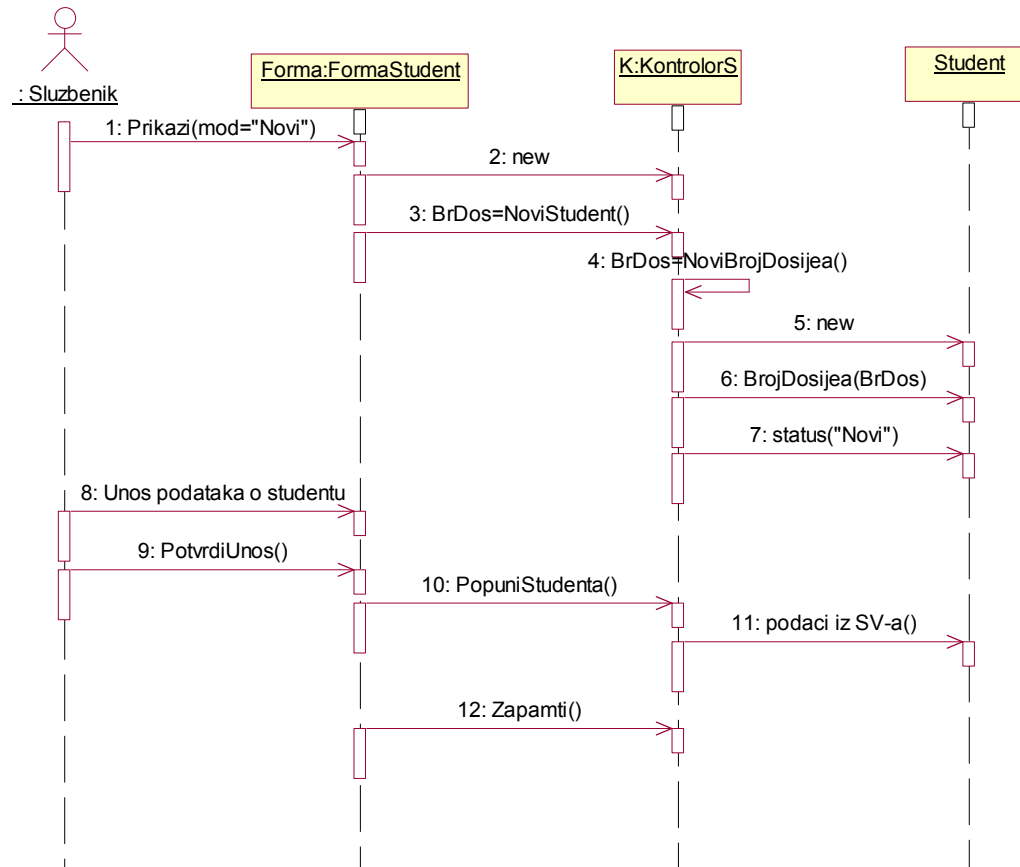 : Sluzbenik
Forma:FormaStudent
K:KontrolorS
Student
1: Prikazi(mod="Novi")
2: new
3: BrDos=NoviStudent()
4: BrDos=NoviBrojDosijea()
5: new
6: BrojDosijea(BrDos)
7: status("Novi")
8: Unos podataka o studentu
9: PotvrdiUnos()
10: PopuniStudenta()
11: podaci iz SV-a()
12: Zapamti()